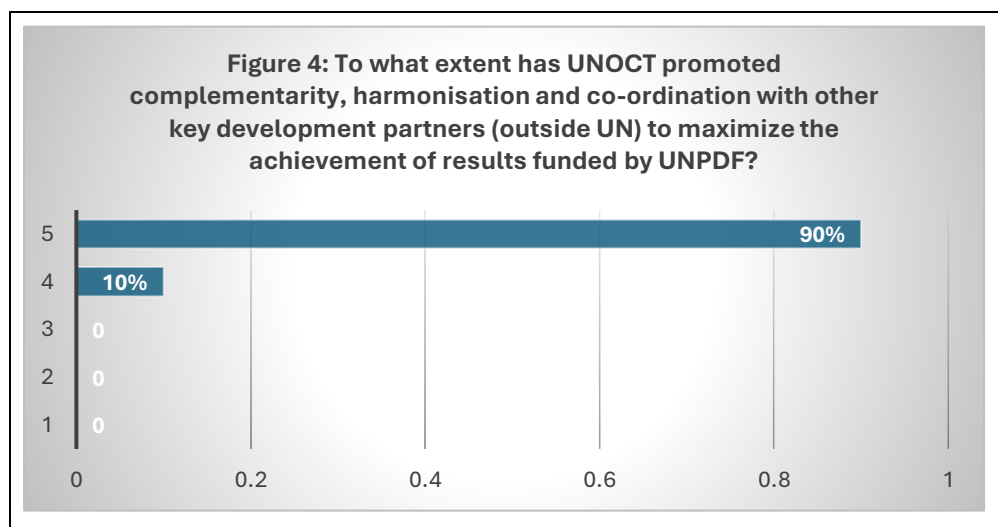 Figure 4: To what extent has UNOCT promoted
complementarity, harmonisation and co-ordination with other
key development partners (outside UN) to maximize the
achievement of results funded by UNPDF?
5 90%
4 10%
3 0
2 0
1 0
0 0.2 0.4 0.6 0.8 1